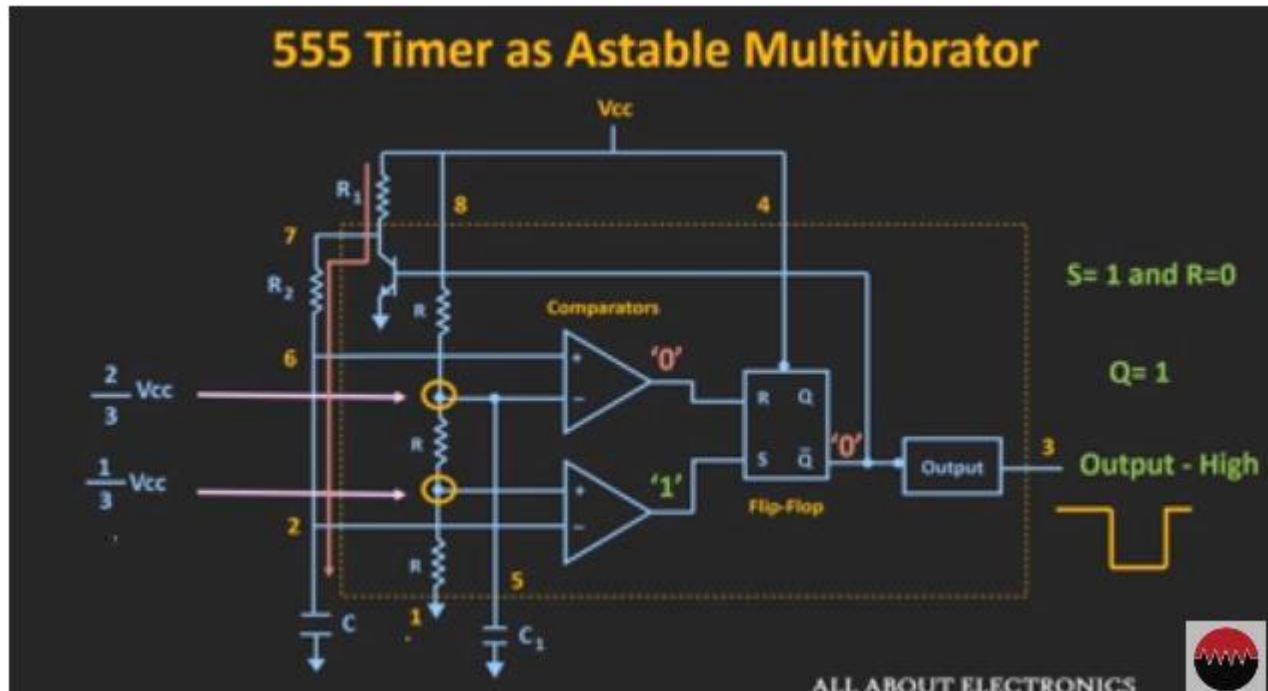 555 Timer as Astable Multivibrator
Vcc
R1
8
4
7
R2
R
Comparators
S= 1 and R=0
6
+
'0'
2/3 Vcc
−
R Q
Q= 1
R
1/3 Vcc
+
'1'
S Q̅
'0'
Output
3
Output - High
2
−
Flip-Flop
R
5
C
1
C1
ALL ABOUT ELECTRONICS